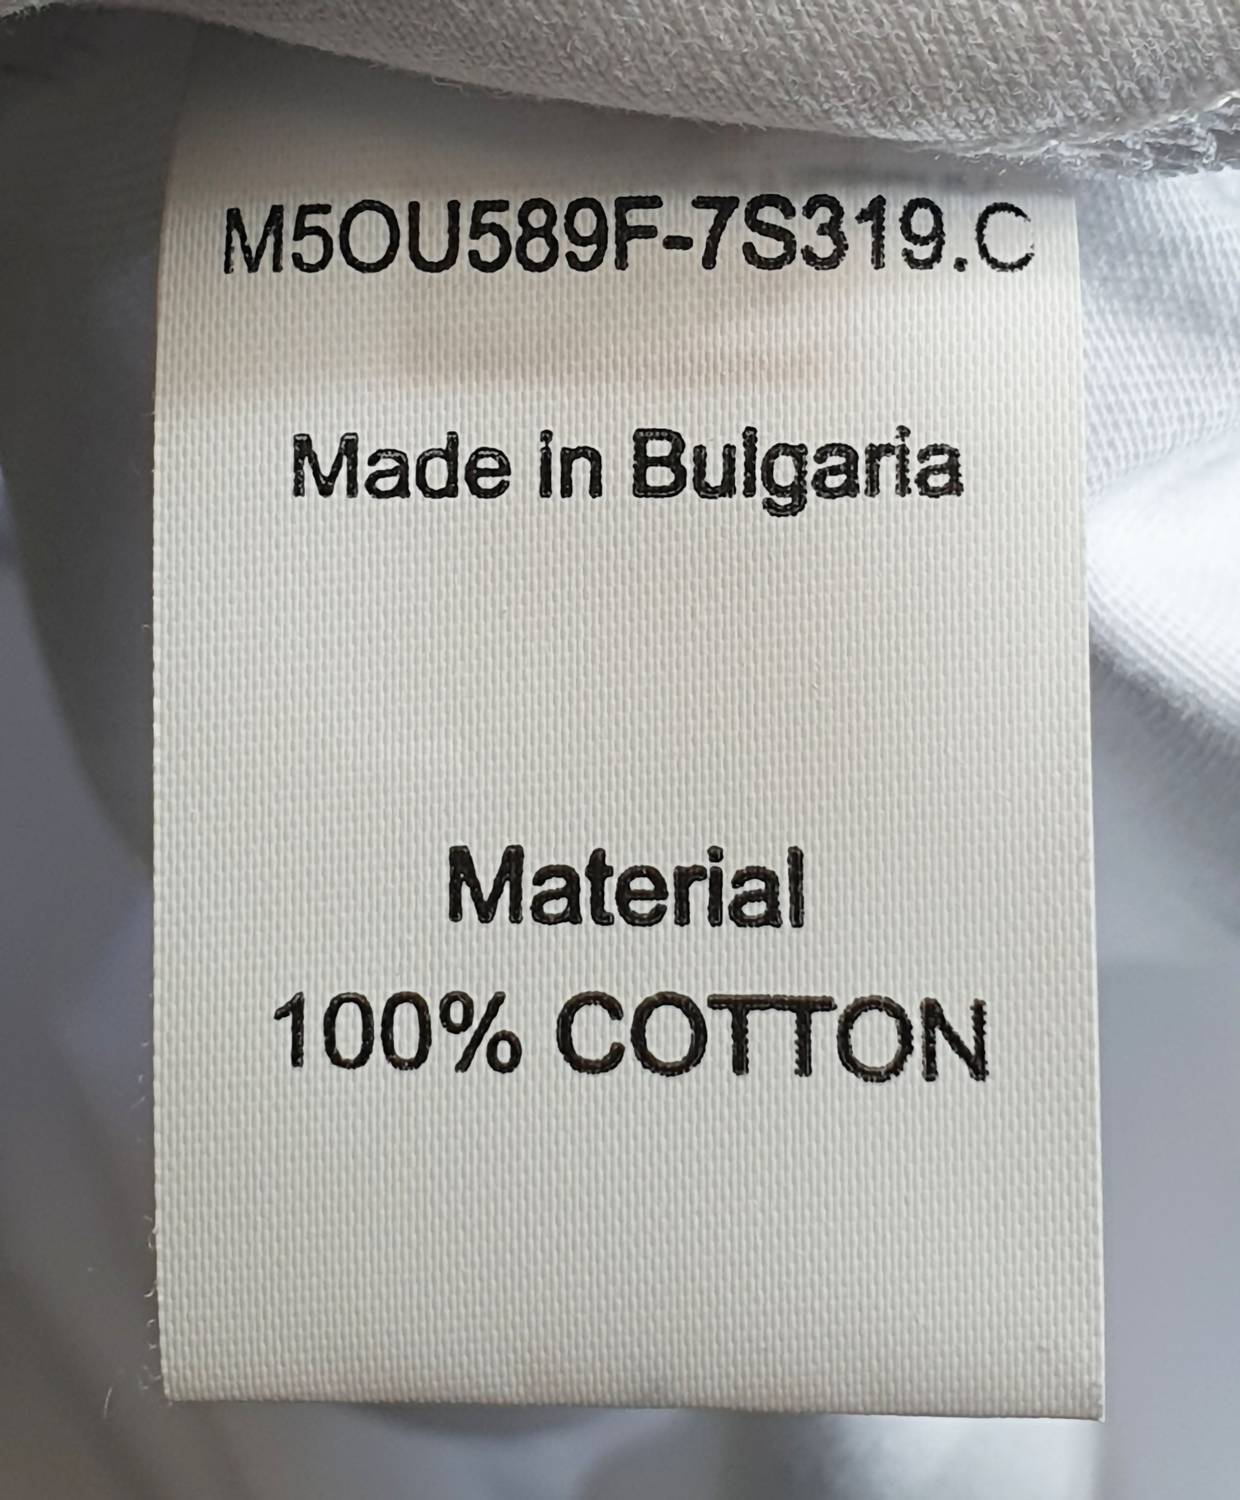 M5OU589F-7S319.C
Made in Bulgaria
Material
100% COTTON